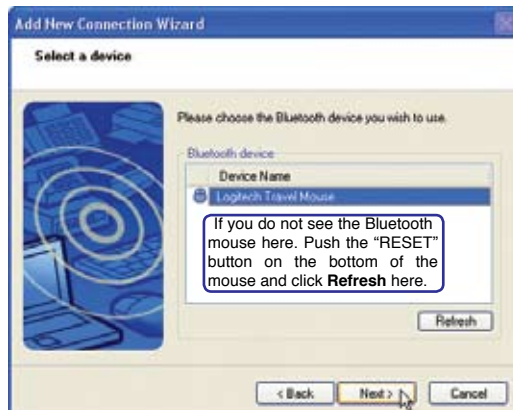 Add New Connection Wizard
Select a device
Please choose the Bluetooth device you wish to use.
Bluetooth device
Device Name
Logitech Travel Mouse
If you do not see the Bluetooth
mouse here. Push the “RESET”
button on the bottom of the
mouse and click Refresh here.
Refresh
< Back Next > Cancel